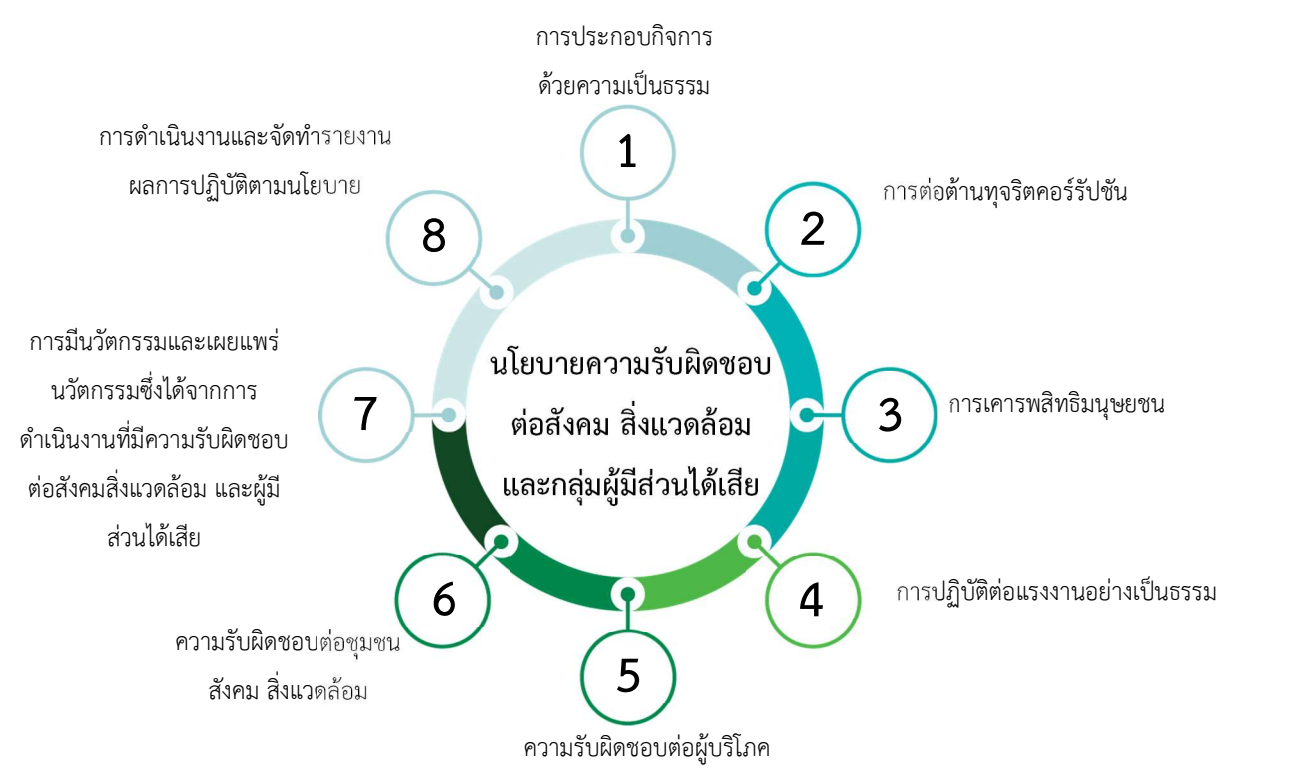 การประกอบกิจการ
ด้วยความเป็นธรรม
1
การต่อต้านทุจริตคอร์รัปชัน
2
การเคารพสิทธิมนุษยชน
3
การปฏิบัติต่อแรงงานอย่างเป็นธรรม
4
5
ความรับผิดชอบต่อผู้บริโภค
6
ความรับผิดชอบต่อชุมชน
สังคม สิ่งแวดล้อม
7
การมีนวัตกรรมและเผยแพร่
นวัตกรรมซึ่งได้จากการ
ดำเนินงานที่มีความรับผิดชอบ
ต่อสังคมสิ่งแวดล้อม และผู้มี
ส่วนได้เสีย
8
การดำเนินงานและจัดทำรายงาน
ผลการปฏิบัติตามนโยบาย
นโยบายความรับผิดชอบ
ต่อสังคม สิ่งแวดล้อม
และกลุ่มผู้มีส่วนได้เสีย